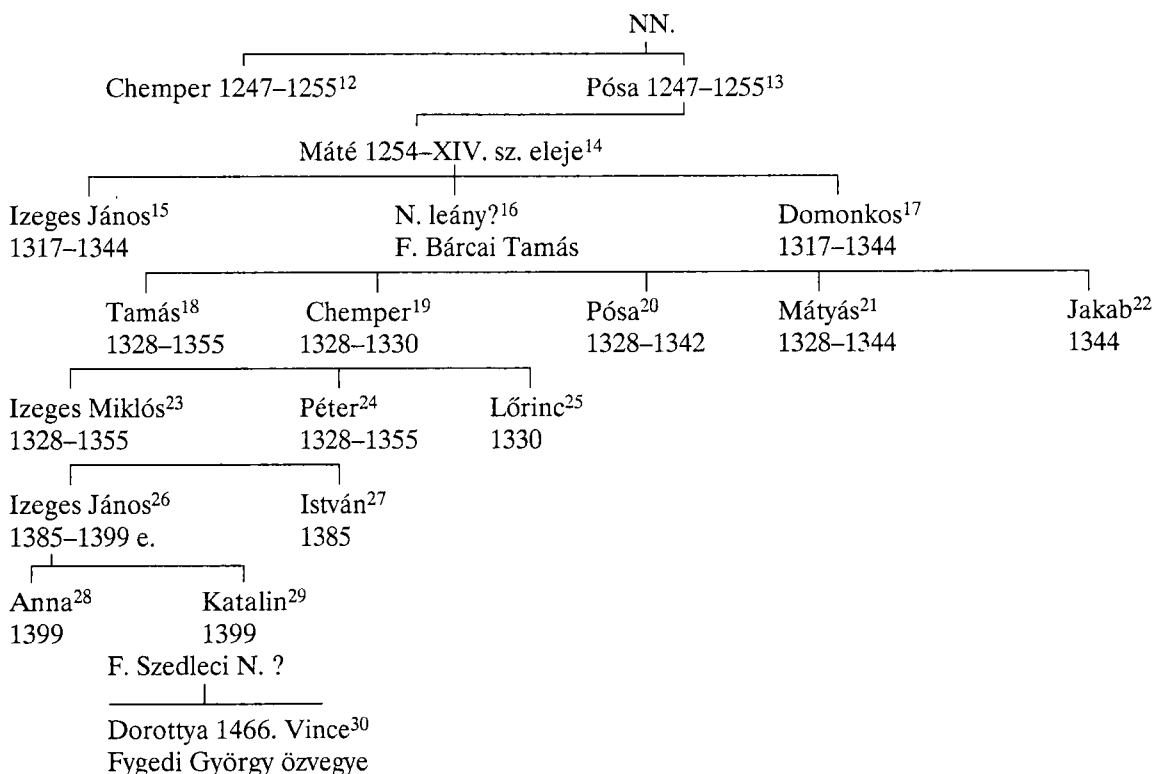 NN.
Chemper 1247–1255¹² Pósa 1247–1255¹³
Máté 1254–XIV. sz. eleje¹⁴
Izeges János¹⁵ N. leány?¹⁶ Domonkos¹⁷
1317–1344 F. Bárcai Tamás 1317–1344
Tamás¹⁸ Chemper¹⁹ Pósa²⁰ Mátyás²¹ Jakab²²
1328–1355 1328–1330 1328–1342 1328–1344 1344
Izeges Miklós²³ Péter²⁴ Lőrinc²⁵
1328–1355 1328–1355 1330
Izeges János²⁶ István²⁷
1385–1399 e. 1385
Anna²⁸ Katalin²⁹
1399 1399
F. Szedleci N. ?
Dorottya 1466. Vince³⁰
Fygedi György özvegye